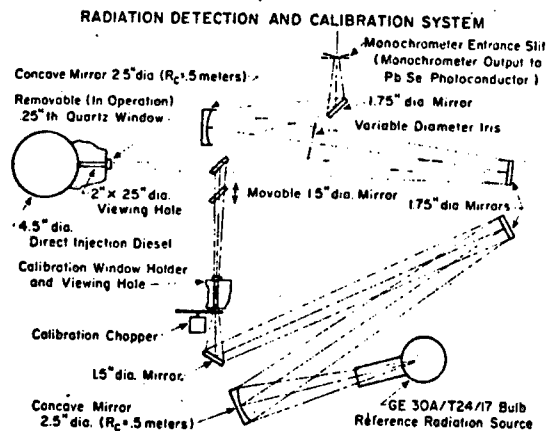 RADIATION DETECTION AND CALIBRATION SYSTEM
Monochrometer Entrance Slit
(Monochrometer Output to
Pb Se Photoconductor)
Concave Mirror 2.5" dia (Rc=.5 meters)
1.75" dia Mirror
Removable (In Operation)
.25" th Quartz Window
Variable Diameter Iris
2" X .25" dia.
Viewing Hole
Movable 1.5" dia. Mirror
1.75" dia Mirrors
4.5" dia.
Direct Injection Diesel
Calibration Window Holder
and Viewing Hole
Calibration Chopper
1.5" dia. Mirror
Concave Mirror
2.5" dia. (Rc=.5 meters)
GE 30A/T24/17 Bulb
Reference Radiation Source